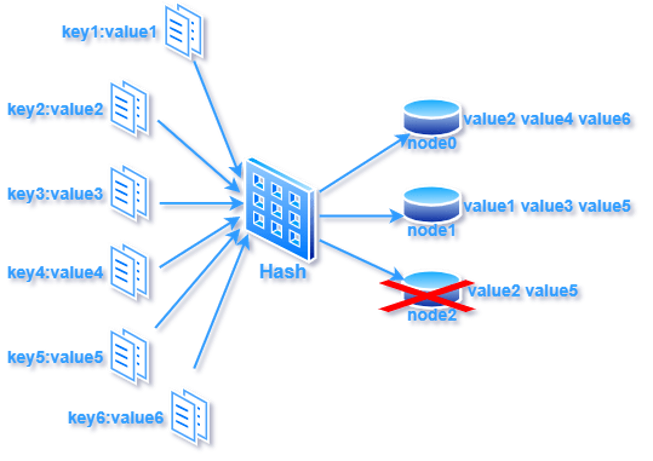 key1:value1
key2:value2
key3:value3
key4:value4
key5:value5
key6:value6
Hash
value2 value4 value6
node0
value1 value3 value5
node1
value2 value5
node2